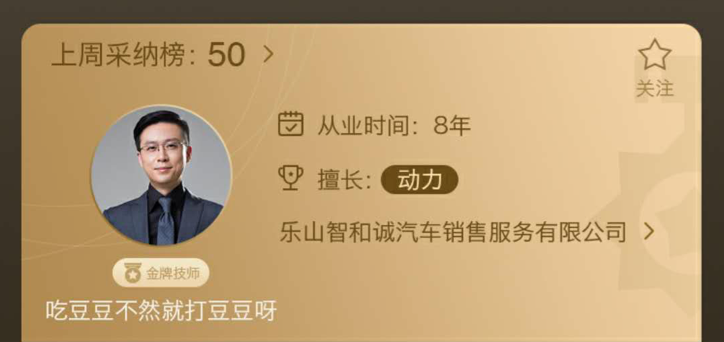 上周采纳榜：50
关注
从业时间：8年
擅长：动力
乐山智和诚汽车销售服务有限公司
金牌技师
吃豆豆不然就打豆豆呀